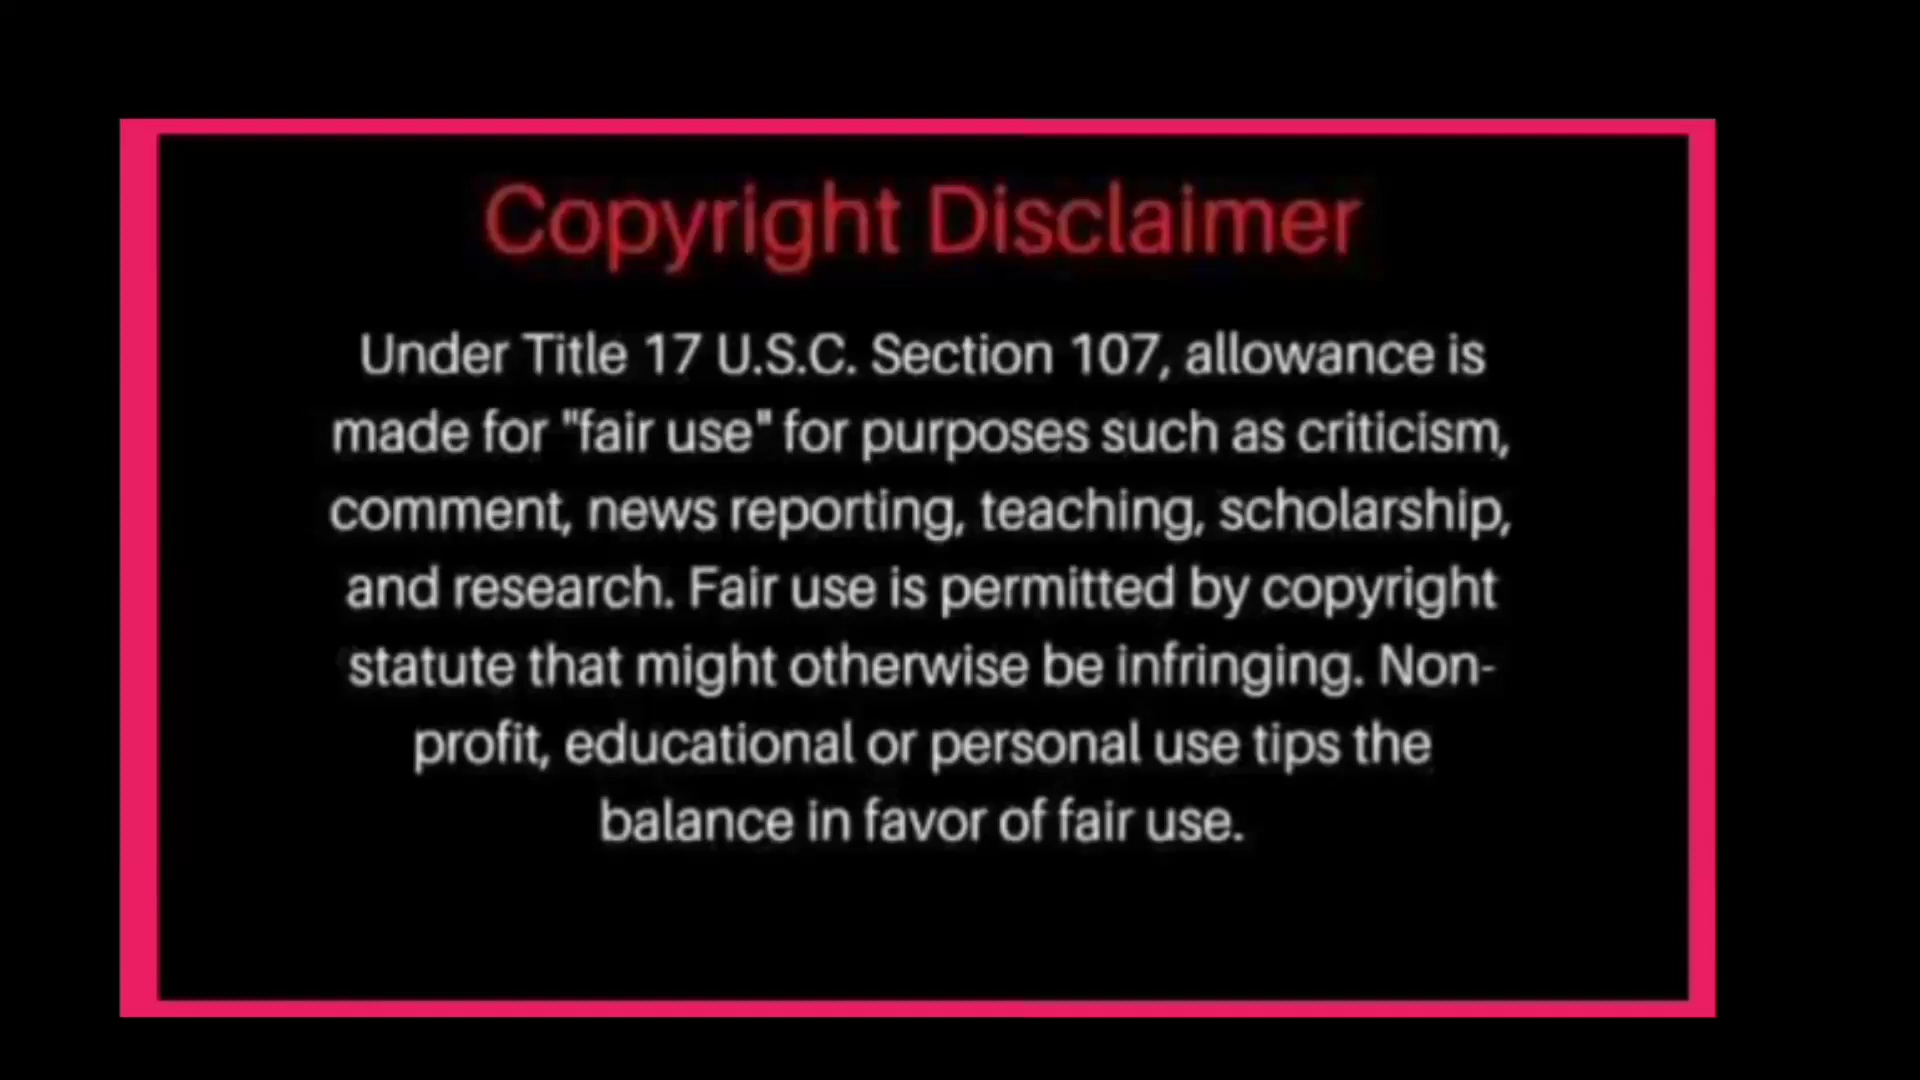 Copyright Disclaimer
Under Title 17 U.S.C. Section 107, allowance is
made for "fair use" for purposes such as criticism,
comment, news reporting, teaching, scholarship,
and research. Fair use is permitted by copyright
statute that might otherwise be infringing. Non-
profit, educational or personal use tips the
balance in favor of fair use.